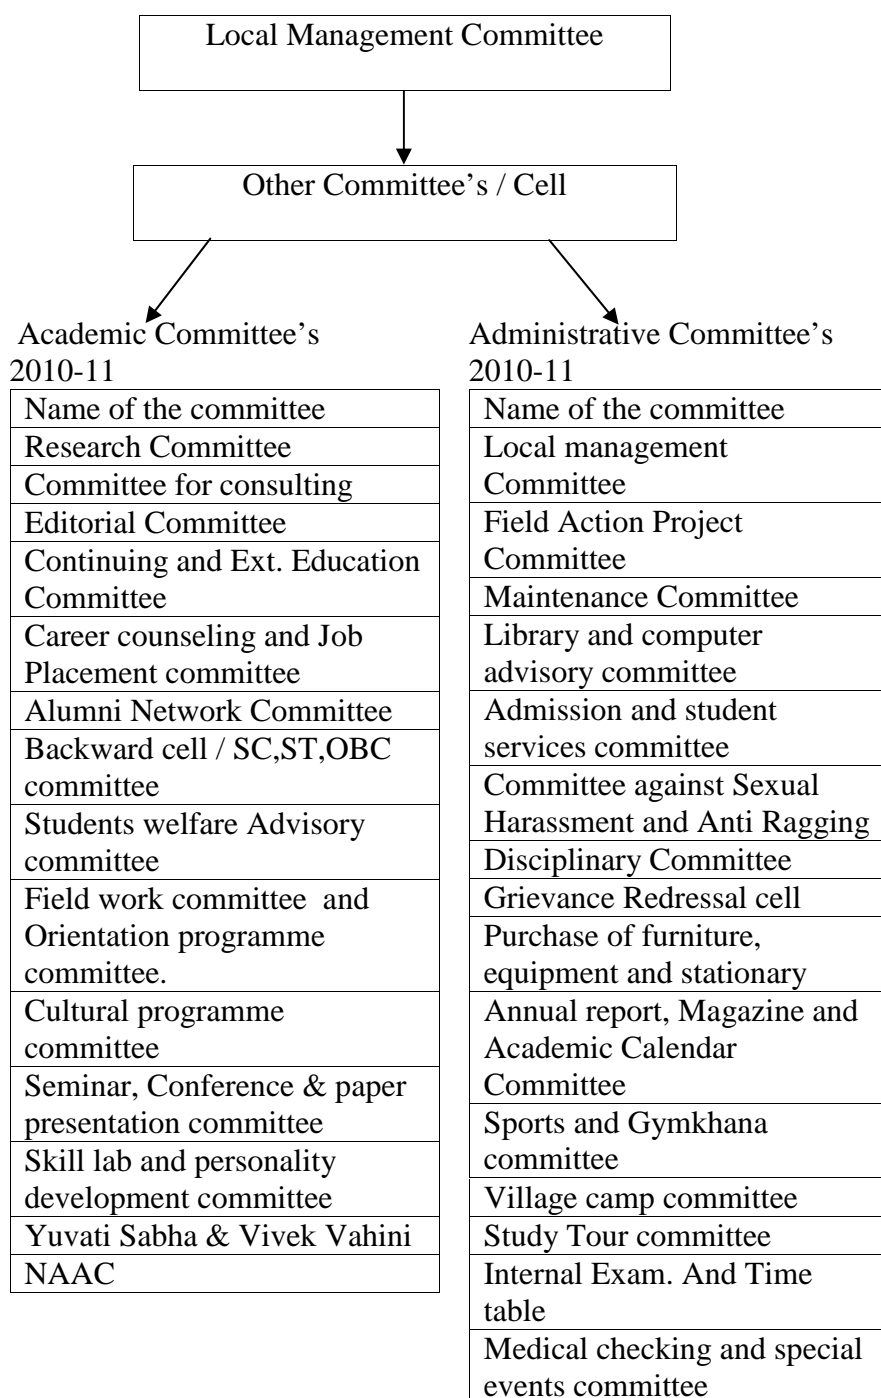 Local Management Committee
Other Committee’s / Cell
Academic Committee’s
2010-11
Name of the committee
Research Committee
Committee for consulting
Editorial Committee
Continuing and Ext. Education
Committee
Career counseling and Job
Placement committee
Alumni Network Committee
Backward cell / SC,ST,OBC
committee
Students welfare Advisory
committee
Field work committee and
Orientation programme
committee.
Cultural programme
committee
Seminar, Conference & paper
presentation committee
Skill lab and personality
development committee
Yuvati Sabha & Vivek Vahini
NAAC
Administrative Committee’s
2010-11
Name of the committee
Local management
Committee
Field Action Project
Committee
Maintenance Committee
Library and computer
advisory committee
Admission and student
services committee
Committee against Sexual
Harassment and Anti Ragging
Disciplinary Committee
Grievance Redressal cell
Purchase of furniture,
equipment and stationary
Annual report, Magazine and
Academic Calendar
Committee
Sports and Gymkhana
committee
Village camp committee
Study Tour committee
Internal Exam. And Time
table
Medical checking and special
events committee